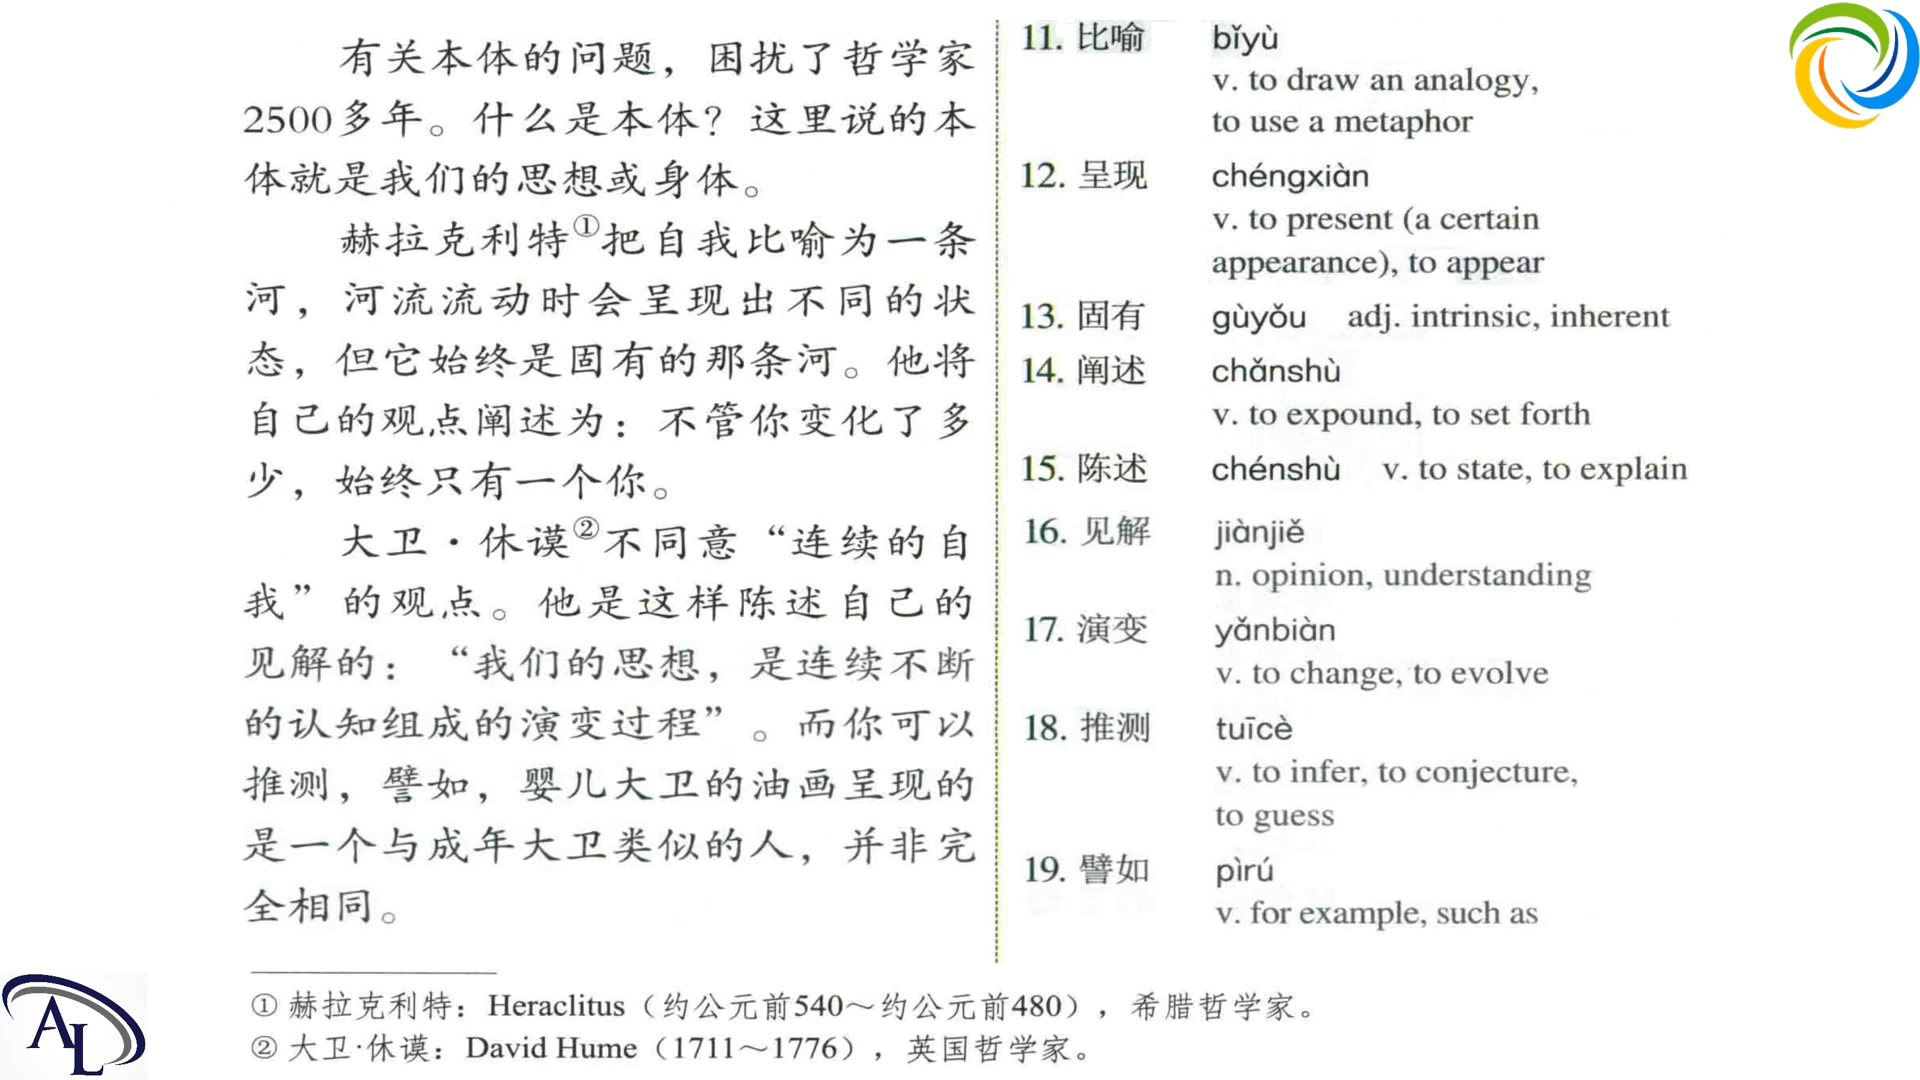 有关本体的问题，困扰了哲学家
2500多年。什么是本体？这里说的本
体就是我们的思想或身体。
赫拉克利特①把自我比喻为一条
河，河流流动时会呈现出不同的状
态，但它始终是固有的那条河。他将
自己的观点阐述为：不管你变化了多
少，始终只有一个你。
大卫·休谟②不同意“连续的自
我”的观点。他是这样陈述自己的
见解的：“我们的思想，是连续不断
的认知组成的演变过程”。而你可以
推测，譬如，婴儿大卫的油画呈现的
是一个与成年大卫类似的人，并非完
全相同。
11. 比喻 bǐyù
v. to draw an analogy,
to use a metaphor
12. 呈现 chéngxiàn
v. to present (a certain
appearance), to appear
13. 固有 gùyǒu adj. intrinsic, inherent
14. 阐述 chǎnshù
v. to expound, to set forth
15. 陈述 chénshù v. to state, to explain
16. 见解 jiànjiě
n. opinion, understanding
17. 演变 yǎnbiàn
v. to change, to evolve
18. 推测 tuīcè
v. to infer, to conjecture,
to guess
19. 譬如 pìrú
v. for example, such as
① 赫拉克利特：Heraclitus（约公元前540～约公元前480），希腊哲学家。
② 大卫·休谟：David Hume（1711～1776），英国哲学家。
AL